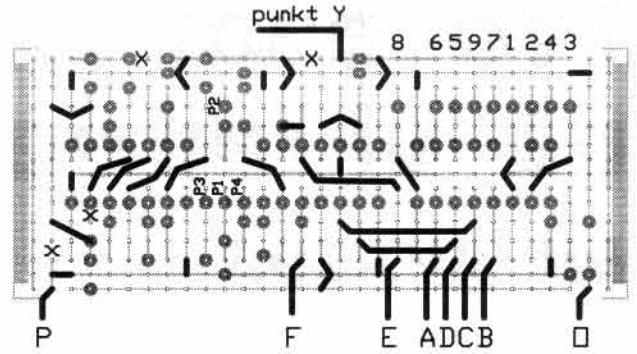 punkt Y
8 65971243
X X
P2
P3 P1 P4
X
X
P F E ADCB O